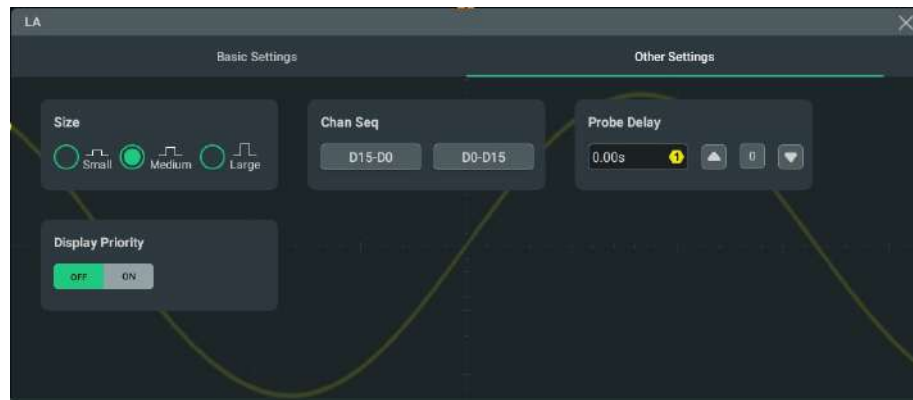 LA
Basic Settings
Other Settings
Size
Small
Medium
Large
Chan Seq
D15-D0
D0-D15
Probe Delay
0.00s
1
0
Display Priority
OFF
ON